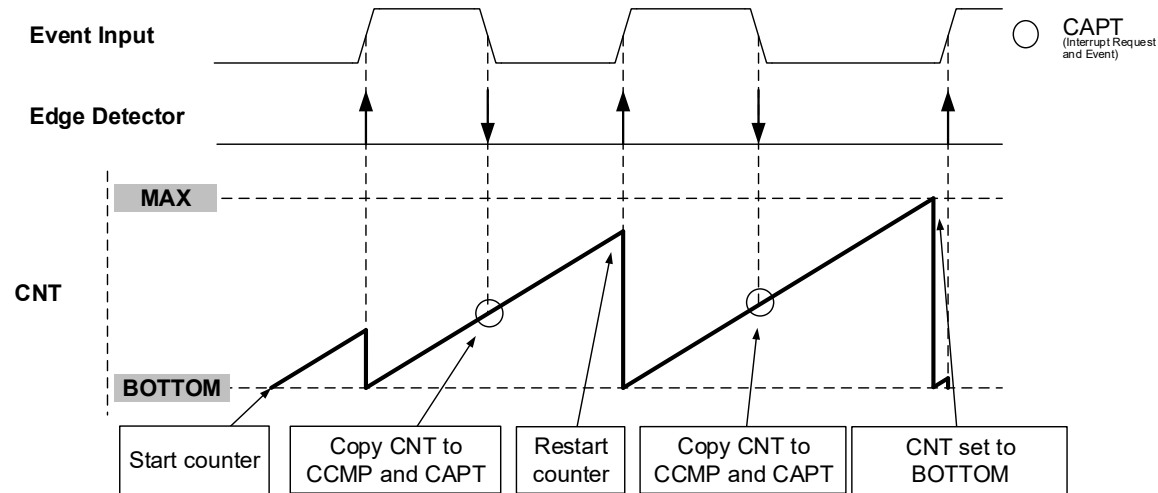 Event Input
CAPT
(Interrupt Request
and Event)
Edge Detector
MAX
CNT
BOTTOM
Start counter
Copy CNT to
CCMP and CAPT
Restart
counter
Copy CNT to
CCMP and CAPT
CNT set to
BOTTOM